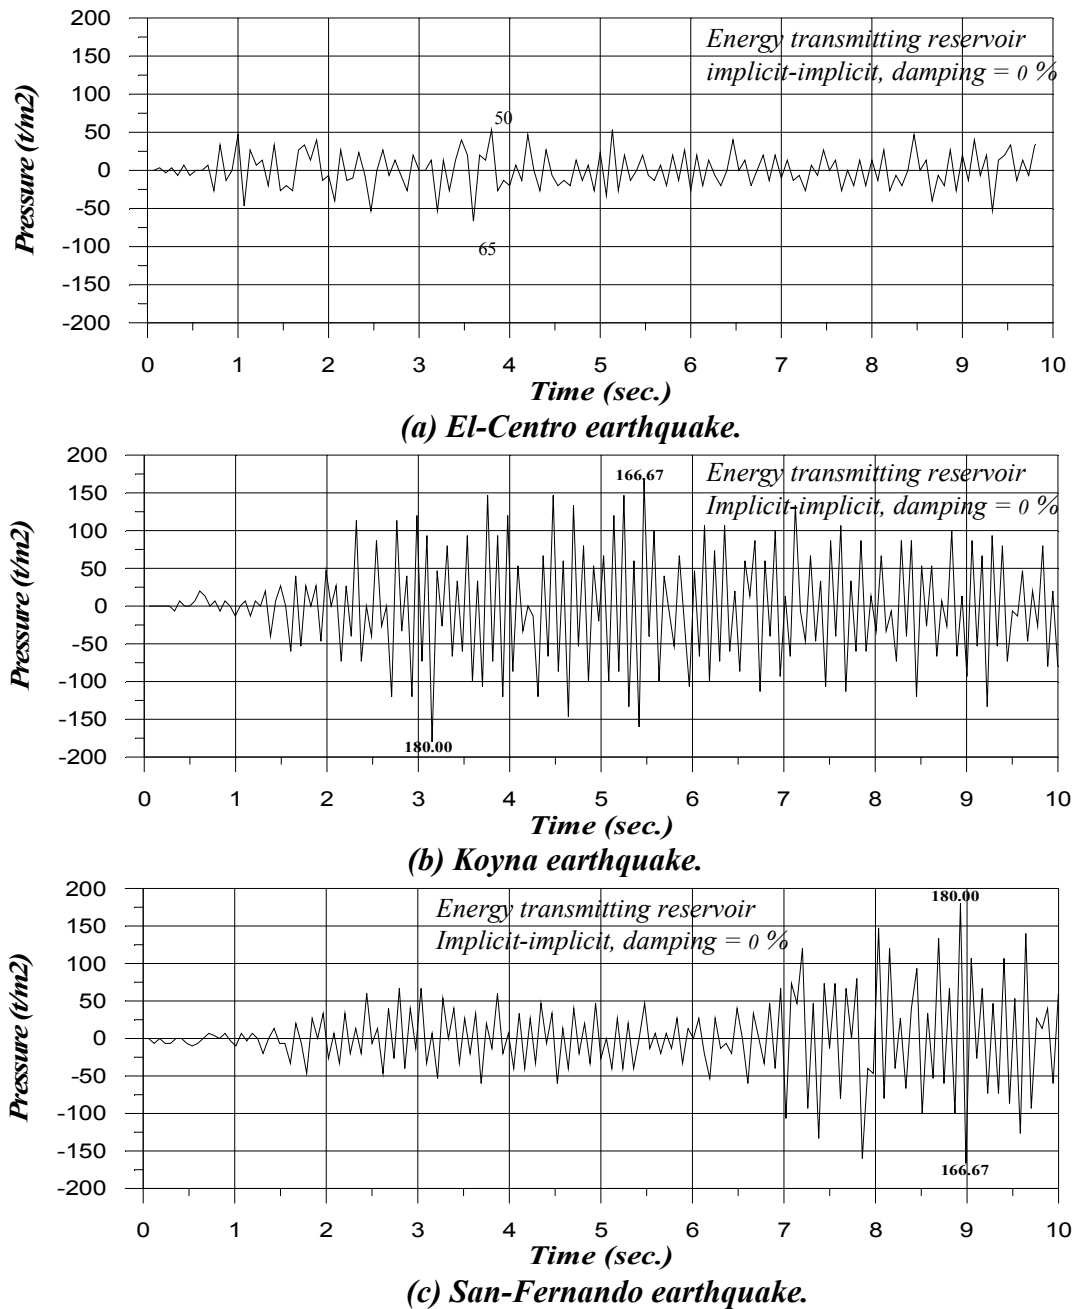 200
Energy transmitting reservoir
150
implicit-implicit, damping = 0 %
100
50
50
0
-50
65
-100
-150
-200
Pressure (t/m2)
0 1 2 3 4 5 6 7 8 9 10
Time (sec.)
(a) El-Centro earthquake.
200
166.67
Energy transmitting reservoir
150
Implicit-implicit, damping = 0 %
100
50
0
-50
-100
-150
180.00
-200
Pressure (t/m2)
0 1 2 3 4 5 6 7 8 9 10
Time (sec.)
(b) Koyna earthquake.
200
180.00
Energy transmitting reservoir
150
Implicit-implicit, damping = 0 %
100
50
0
-50
-100
-150
166.67
-200
Pressure (t/m2)
0 1 2 3 4 5 6 7 8 9 10
Time (sec.)
(c) San-Fernando earthquake.